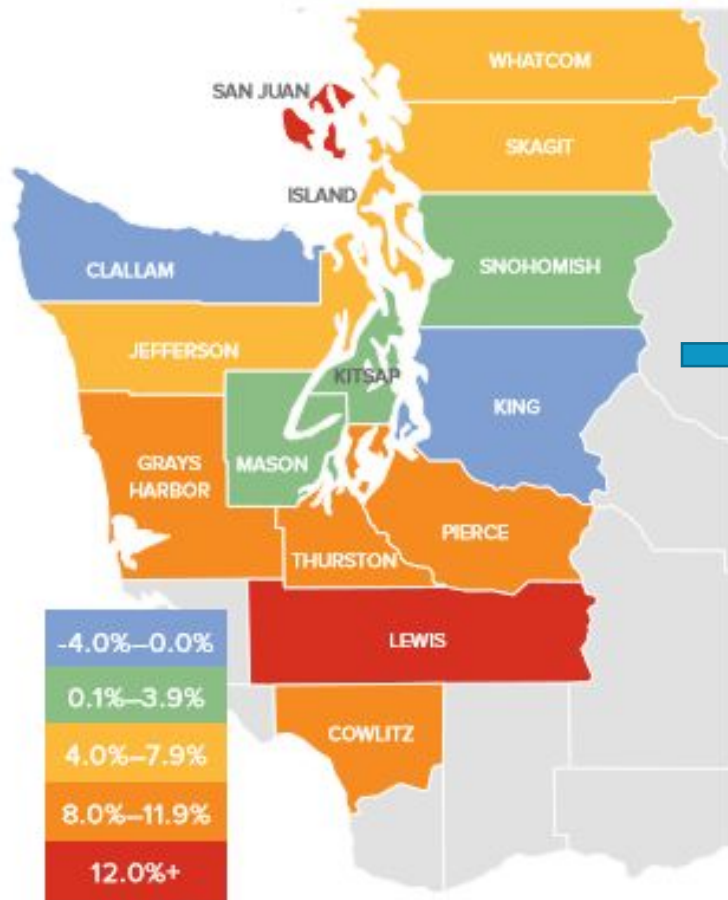 WHATCOM
SAN JUAN
SKAGIT
ISLAND
SNOHOMISH
CLALLAM
JEFFERSON
KITSAP
KING
GRAYS
HARBOR
MASON
PIERCE
THURSTON
LEWIS
COWLITZ
-4.0%–0.0%
0.1%–3.9%
4.0%–7.9%
8.0%–11.9%
12.0%+